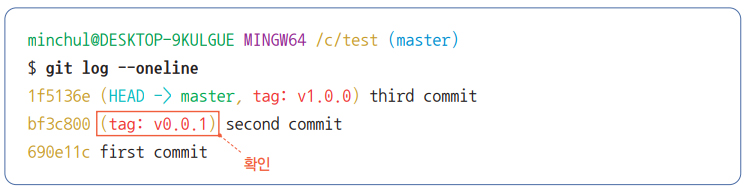 minchul@DESKTOP-9KULGUE MINGW64 /c/test (master)
$ git log --oneline
1f5136e (HEAD -> master, tag: v1.0.0) third commit
bf3c800 (tag: v0.0.1) second commit
690e11c first commit
확인